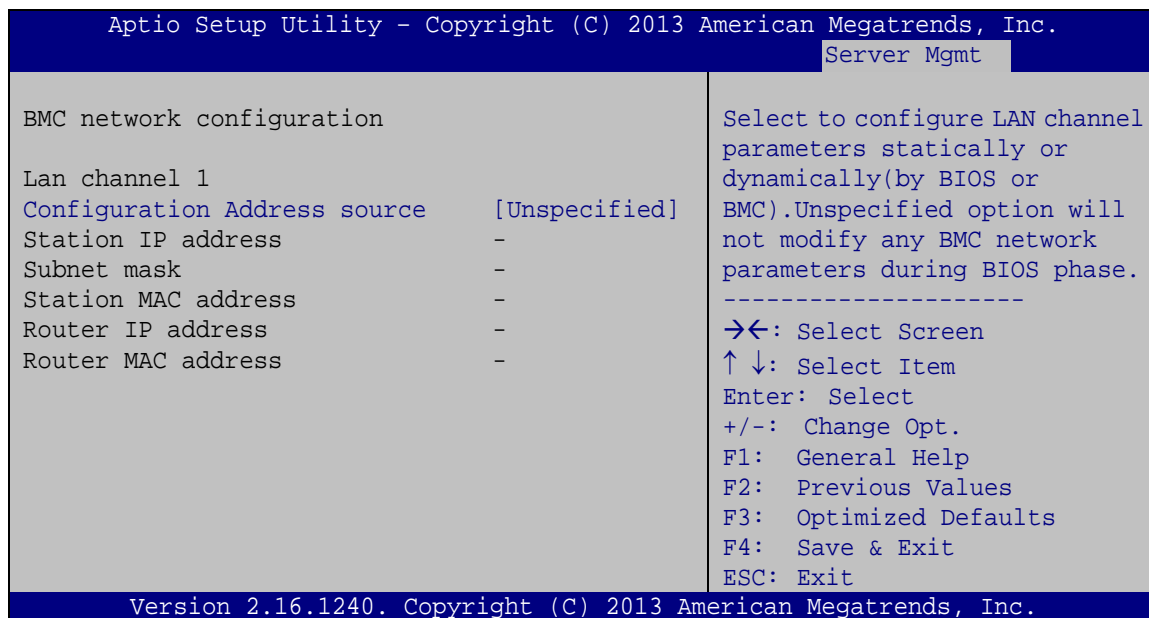 Aptio Setup Utility – Copyright (C) 2013 American Megatrends, Inc.
Server Mgmt
BMC network configuration
Lan channel 1
Configuration Address source [Unspecified]
Station IP address -
Subnet mask -
Station MAC address -
Router IP address -
Router MAC address -
Select to configure LAN channel
parameters statically or
dynamically(by BIOS or
BMC).Unspecified option will
not modify any BMC network
parameters during BIOS phase.
---------------------
→←: Select Screen
↑ ↓: Select Item
Enter: Select
+/-: Change Opt.
F1: General Help
F2: Previous Values
F3: Optimized Defaults
F4: Save & Exit
ESC: Exit
Version 2.16.1240. Copyright (C) 2013 American Megatrends, Inc.